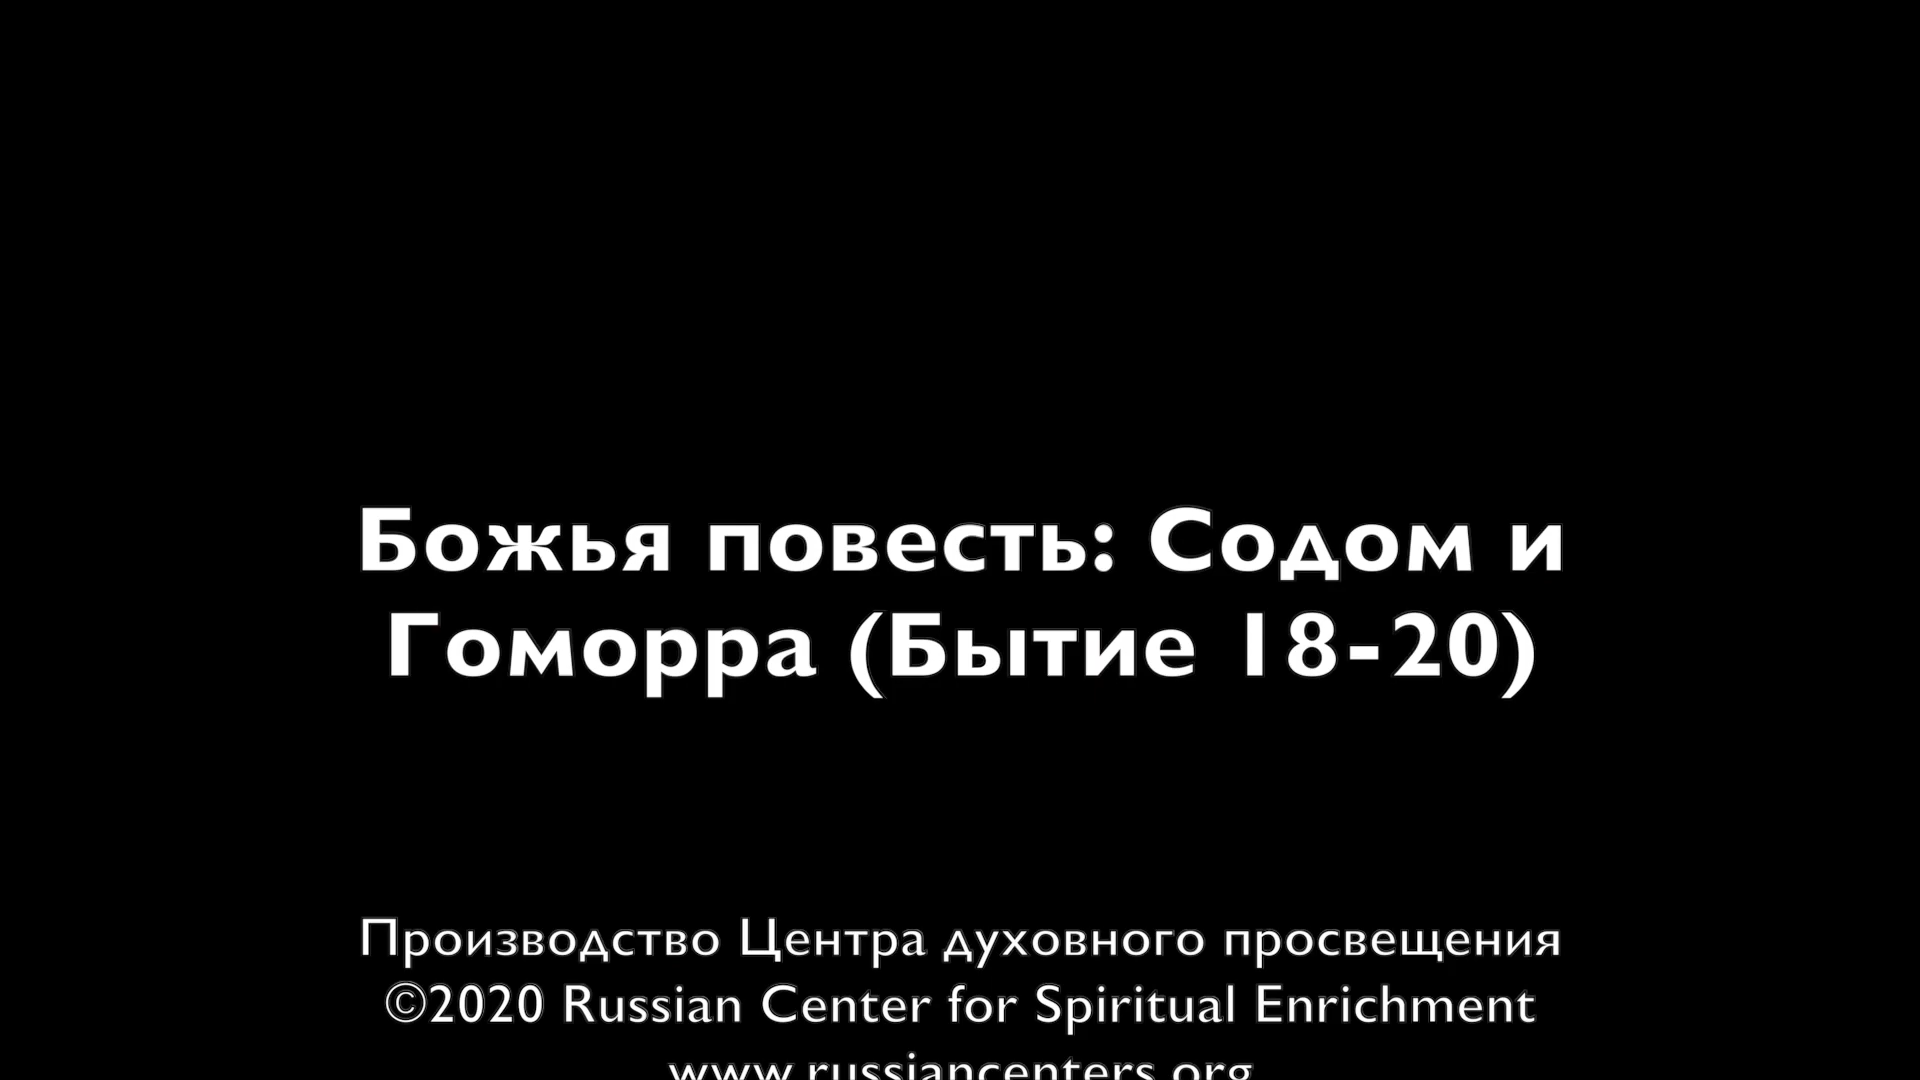 Божья повесть: Содом и
Гоморра (Бытие 18-20)
Производство Центра духовного просвещения
©2020 Russian Center for Spiritual Enrichment
www.russiancenters.org